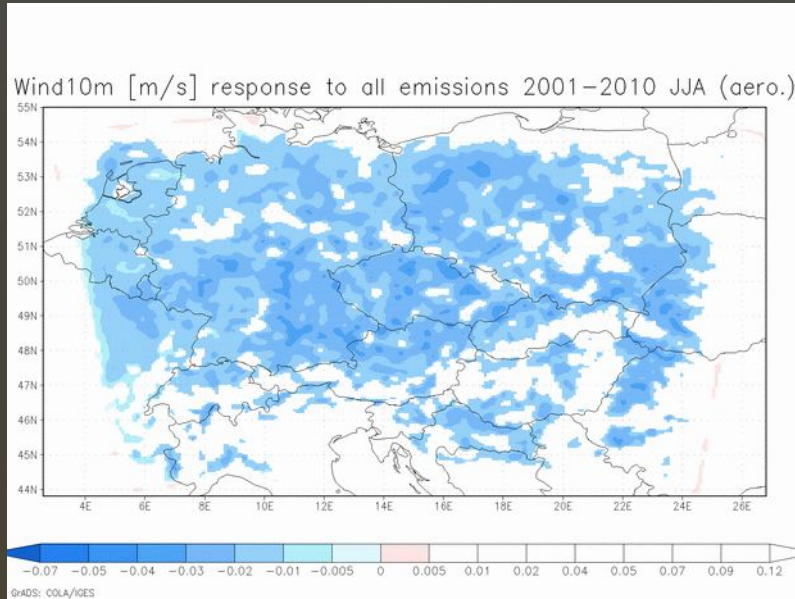 Wind10m [m/s] response to all emissions 2001-2010 JJA (aero.)
55N
54N
53N
52N
51N
50N
49N
48N
47N
46N
45N
44N
4E 6E 8E 10E 12E 14E 16E 18E 20E 22E 24E 26E
-0.07 -0.05 -0.04 -0.03 -0.02 -0.01 -0.005 0 0.005 0.01 0.02 0.04 0.05 0.07 0.09 0.12
GrADS: COLA/IGES